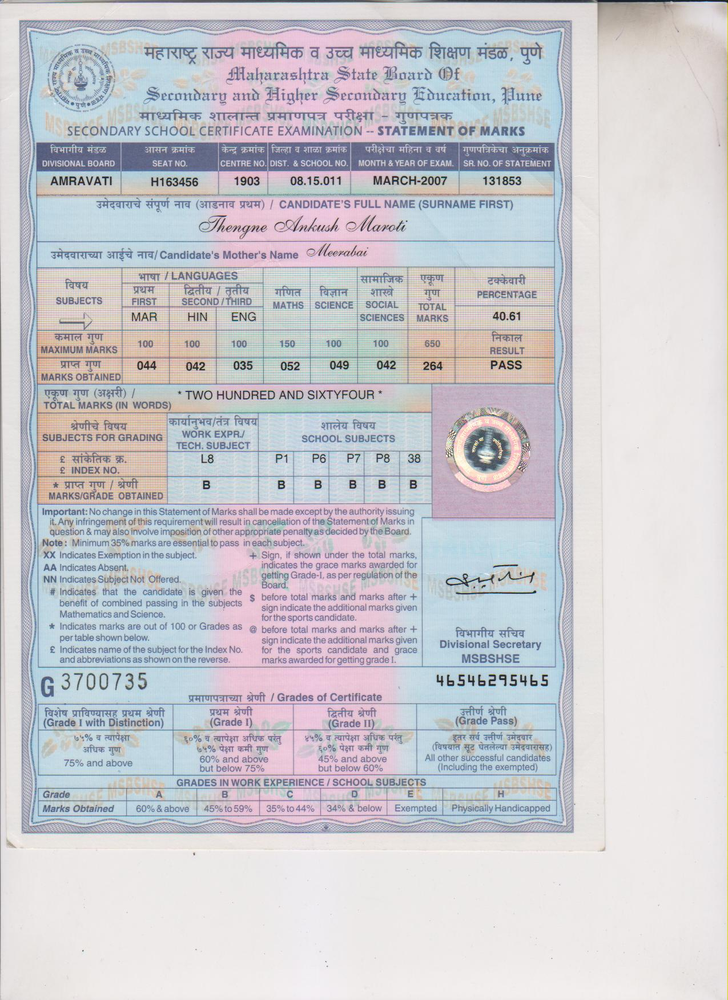 महाराष्ट्र राज्य माध्यमिक व उच्च माध्यमिक शिक्षण मंडळ, पुणे
Maharashtra State Board Of
Secondary and Higher Secondary Education, Pune
माध्यमिक शालान्त प्रमाणपत्र परीक्षा - गुणपत्रक
SECONDARY SCHOOL CERTIFICATE EXAMINATION -- STATEMENT OF MARKS
विभागीय मंडळ आसन क्रमांक केन्द्र क्रमांक जिल्हा व शाळा क्रमांक परीक्षेचा महिना व वर्ष गुणपत्रिकेचा अनुक्रमांक
DIVISIONAL BOARD SEAT NO. CENTRE NO. DIST. & SCHOOL NO. MONTH & YEAR OF EXAM. SR. NO. OF STATEMENT
AMRAVATI H163456 1903 08.15.011 MARCH-2007 131853
उमेदवाराचे संपूर्ण नाव (आडनाव प्रथम) / CANDIDATE'S FULL NAME (SURNAME FIRST)
Thengne Ankush Maroti
उमेदवाराच्या आईचे नाव/ Candidate's Mother's Name Meerabai
विषय
SUBJECTS
भाषा / LANGUAGES
प्रथम
FIRST
द्वितीय / तृतीय
SECOND / THIRD
MAR HIN ENG
गणित
MATHS
विज्ञान
SCIENCE
सामाजिक
शास्त्रे
SOCIAL
SCIENCES
एकूण
गुण
TOTAL
MARKS
टक्केवारी
PERCENTAGE
40.61
कमाल गुण
MAXIMUM MARKS 100 100 100 150 100 100 650
निकाल
RESULT
प्राप्त गुण
MARKS OBTAINED 044 042 035 052 049 042 264 PASS
एकूण गुण (अक्षरी) /
TOTAL MARKS (IN WORDS)
* TWO HUNDRED AND SIXTYFOUR *
श्रेणीचे विषय
SUBJECTS FOR GRADING
कार्यानुभव/तंत्र विषय
WORK EXPR./
TECH. SUBJECT
शालेय विषय
SCHOOL SUBJECTS
£ सांकेतिक क्र.
£ INDEX NO.
L8 P1 P6 P7 P8 38
* प्राप्त गुण / श्रेणी
MARKS/GRADE OBTAINED
B B B B B B
Important: No change in this Statement of Marks shall be made except by the authority issuing
it. Any infringement of this requirement will result in cancellation of the Statement of Marks in
question & may also involve imposition of other appropriate penalty as decided by the Board.
Note : Minimum 35% marks are essential to pass in each subject.
XX Indicates Exemption in the subject.
AA Indicates Absent.
NN Indicates Subject Not Offered.
# Indicates that the candidate is given the
benefit of combined passing in the subjects
Mathematics and Science.
* Indicates marks are out of 100 or Grades as
per table shown below.
£ Indicates name of the subject for the Index No.
and abbreviations as shown on the reverse.
+ Sign, if shown under the total marks,
indicates the grace marks awarded for
getting Grade-I, as per regulation of the
Board.
$ before total marks and marks after +
sign indicate the additional marks given
for the sports candidate.
@ before total marks and marks after +
sign indicate the additional marks given
for the sports candidate and grace
marks awarded for getting grade I.
विभागीय सचिव
Divisional Secretary
MSBSHSE
G 3700735
46546295465
प्रमाणपत्राच्या श्रेणी / Grades of Certificate
विशेष प्राविण्यासह प्रथम श्रेणी
(Grade I with Distinction)
प्रथम श्रेणी
(Grade I)
द्वितीय श्रेणी
(Grade II)
उत्तीर्ण श्रेणी
(Grade Pass)
७५% व त्यापेक्षा
अधिक गुण
75% and above
६०% व त्यापेक्षा अधिक परंतु
७५% पेक्षा कमी गुण
60% and above
but below 75%
४५% व त्यापेक्षा अधिक परंतु
६०% पेक्षा कमी गुण
45% and above
but below 60%
इतर सर्व उत्तीर्ण उमेदवार
(विषयात सूट घेतलेल्या उमेदवारासह)
All other successful candidates
(Including the exempted)
GRADES IN WORK EXPERIENCE / SCHOOL SUBJECTS
Grade A B C D E H
Marks Obtained 60% & above 45% to 59% 35% to 44% 34% & below Exempted Physically Handicapped